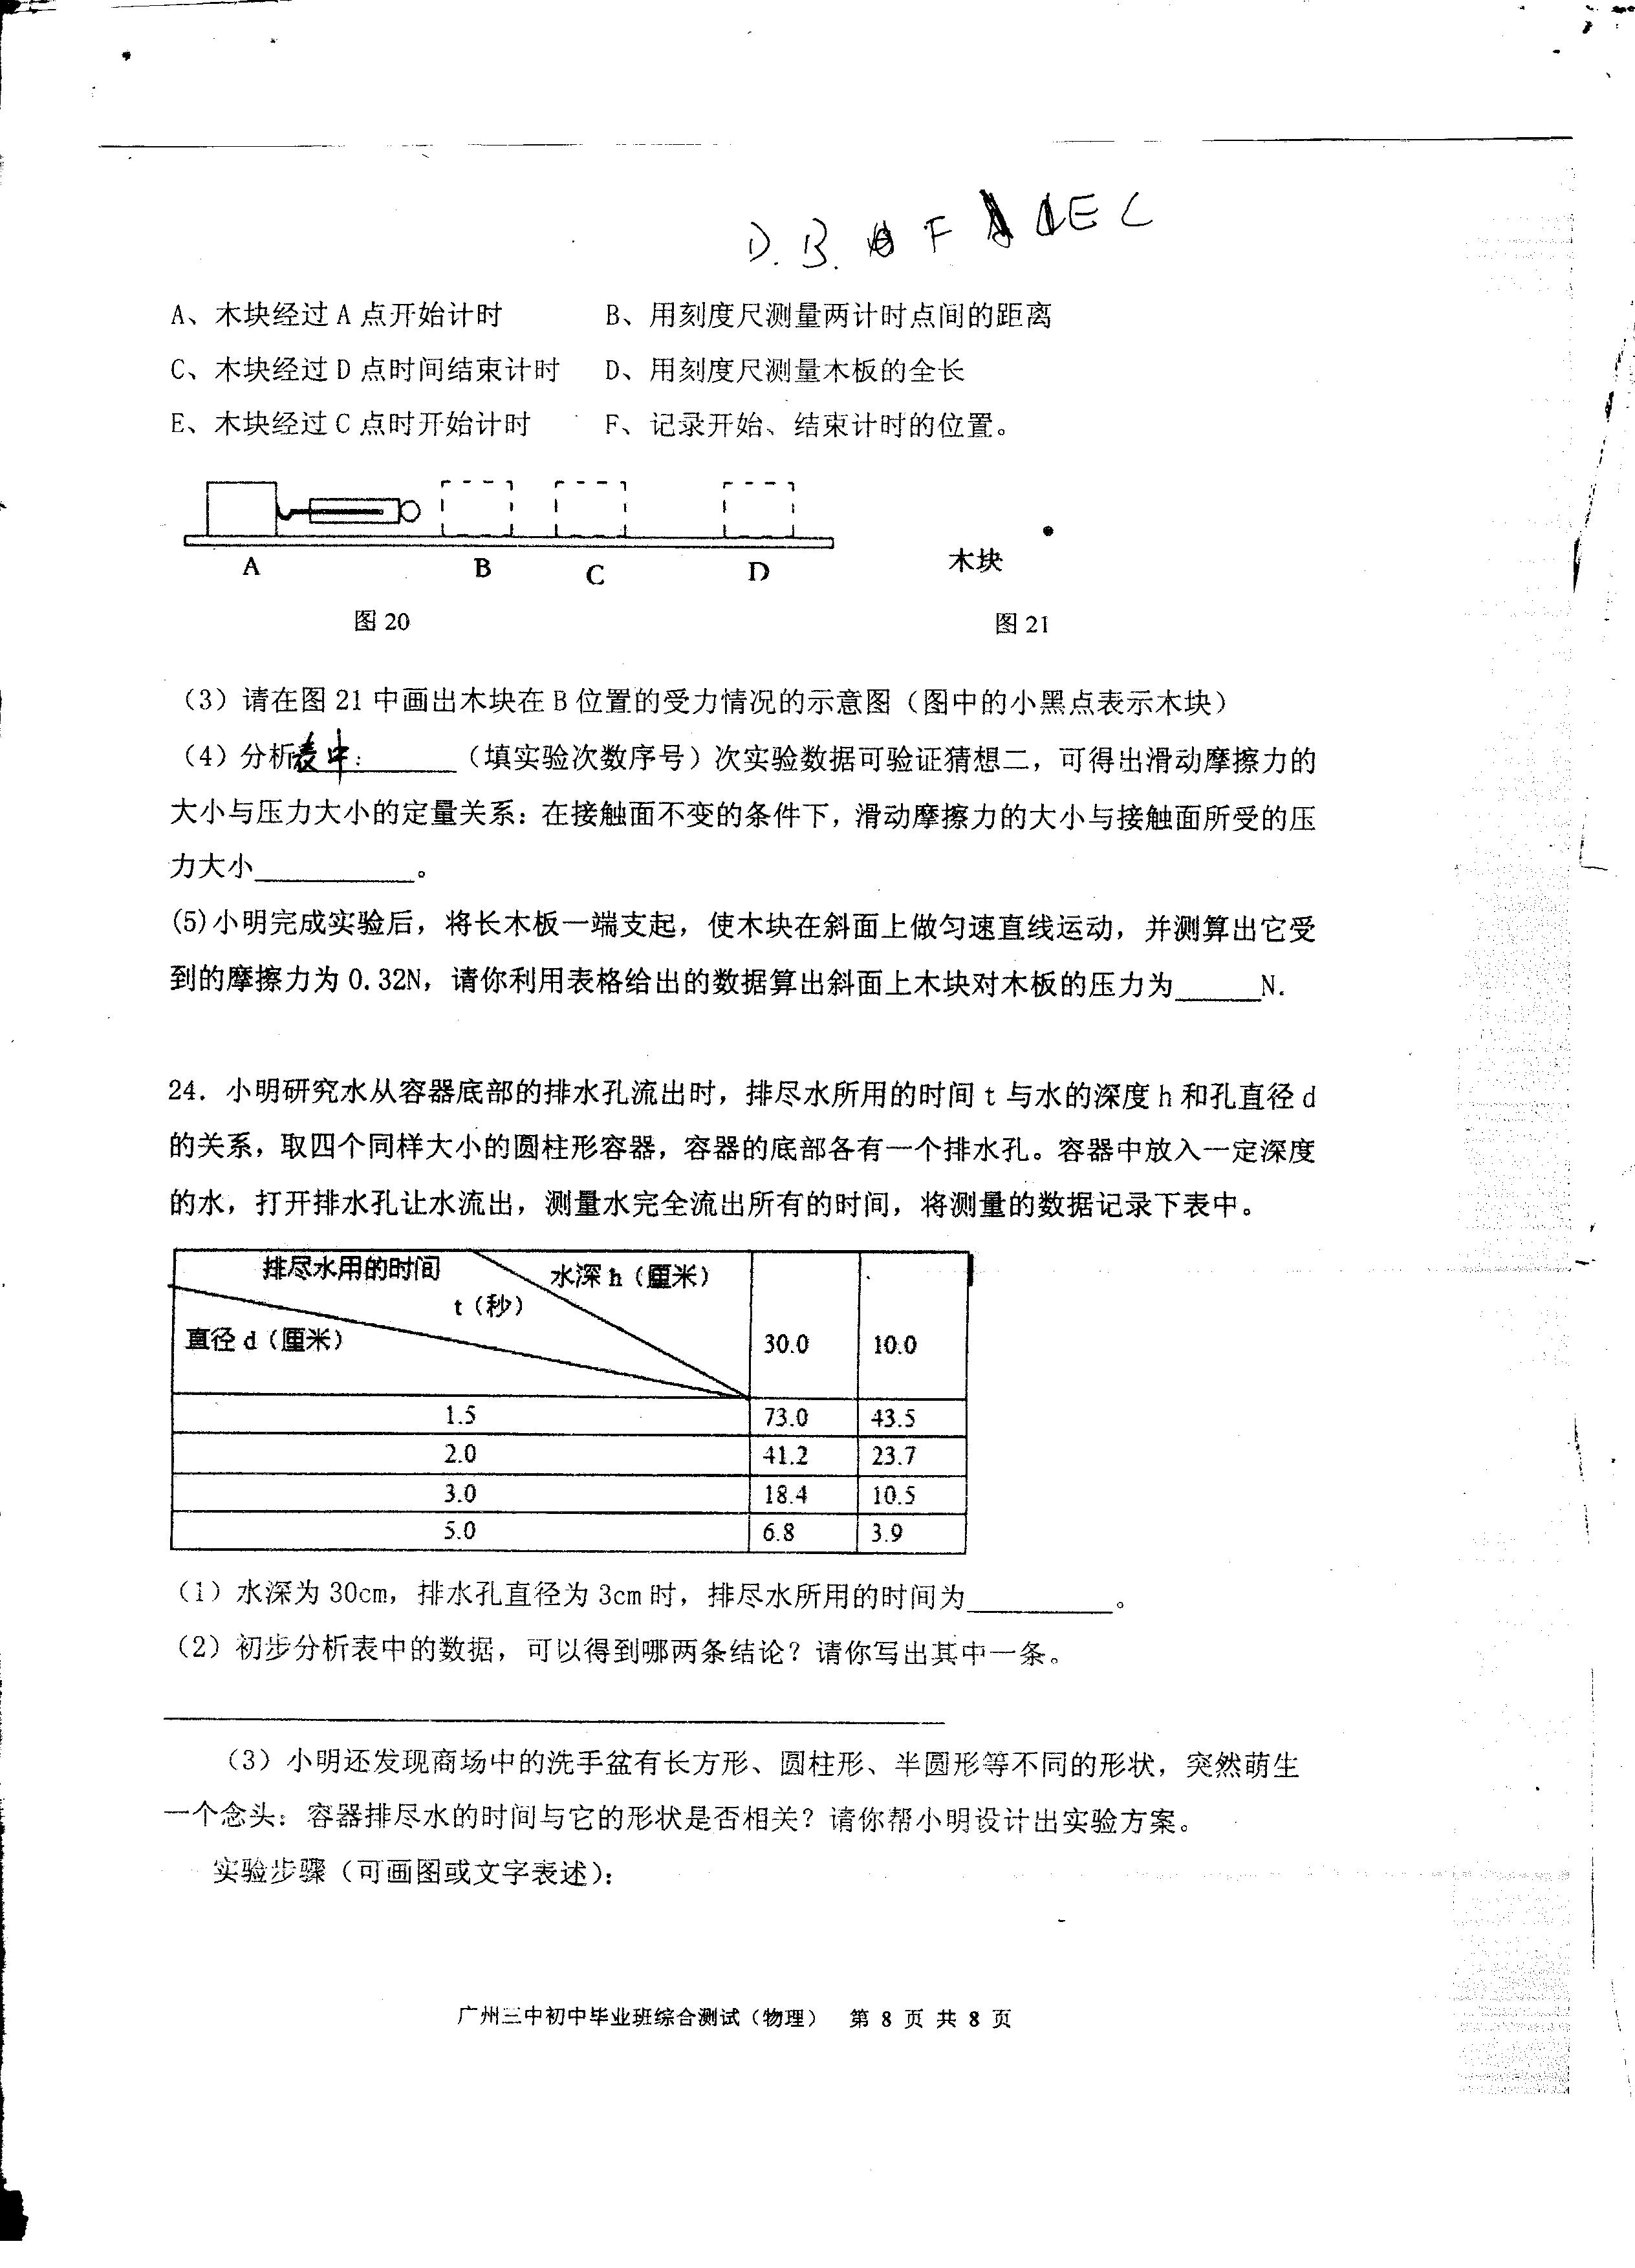 D. B. F E C
A、木块经过 A 点开始计时 B、用刻度尺测量两计时点间的距离
C、木块经过 D 点时间结束计时 D、用刻度尺测量木板的全长
E、木块经过 C 点时开始计时 F、记录开始、结束计时的位置。
A B C D 木块
图 20 图 21
(3)请在图 21 中画出木块在 B 位置的受力情况的示意图(图中的小黑点表示木块)
(4)分析表中:______(填实验次数序号)次实验数据可验证猜想二，可得出滑动摩擦力的
大小与压力大小的定量关系：在接触面不变的条件下，滑动摩擦力的大小与接触面所受的压
力大小__________。
(5)小明完成实验后，将长木板一端支起，使木块在斜面上做匀速直线运动，并测算出它受
到的摩擦力为 0.32N，请你利用表格给出的数据算出斜面上木块对木板的压力为______N.
24. 小明研究水从容器底部的排水孔流出时，排尽水所用的时间 t 与水的深度 h 和孔直径 d
的关系，取四个同样大小的圆柱形容器，容器的底部各有一个排水孔。容器中放入一定深度
的水，打开排水孔让水流出，测量水完全流出所有的时间，将测量的数据记录下表中。
排尽水用的时间 水深 h（厘米）
t（秒）
直径 d（厘米） 30.0 10.0
1.5 73.0 43.5
2.0 41.2 23.7
3.0 18.4 10.5
5.0 6.8 3.9
(1) 水深为 30cm，排水孔直径为 3cm 时，排尽水所用的时间为__________。
(2) 初步分析表中的数据，可以得到哪两条结论？请你写出其中一条。
(3) 小明还发现商场中的洗手盆有长方形、圆柱形、半圆形等不同的形状，突然萌生
一个念头：容器排尽水的时间与它的形状是否相关？请你帮小明设计出实验方案。
实验步骤（可画图或文字表述）：
广州三中初中毕业班综合测试（物理） 第 8 页 共 8 页